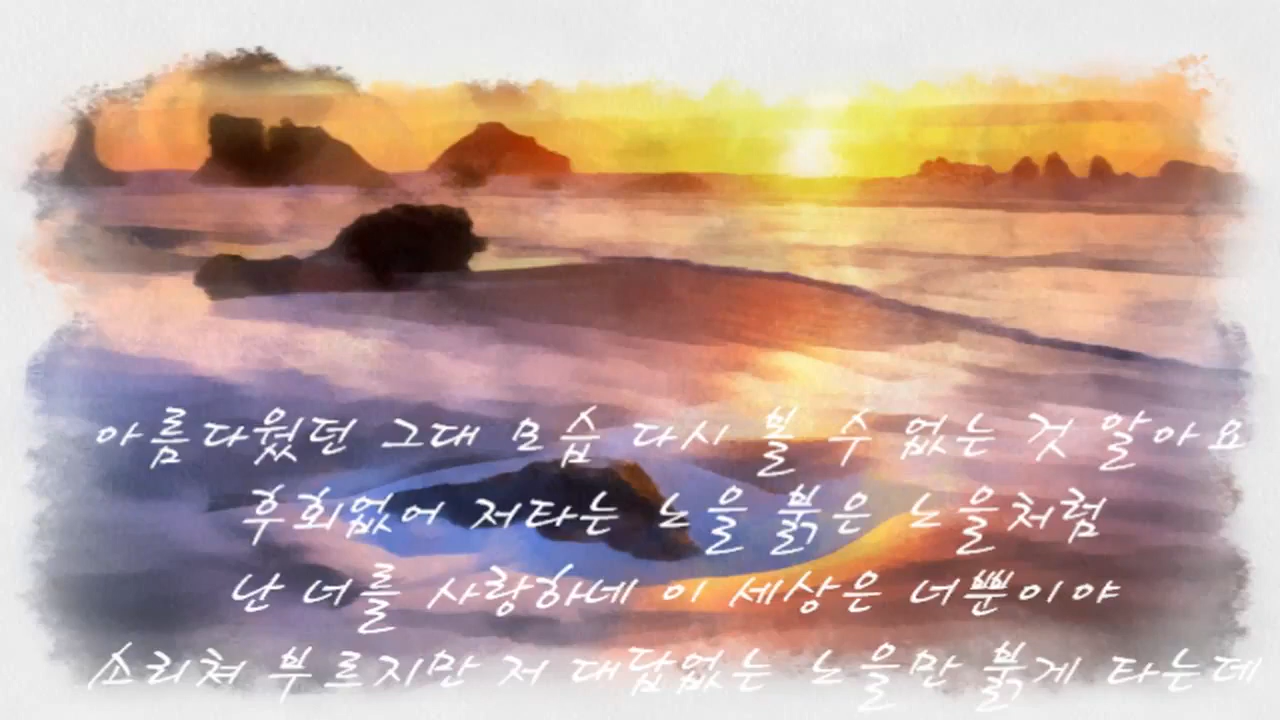 아름다웠던 그대 모습 다시 볼 수 없는 것 알아요
후회없어 저타는 노을 붉은 노을처럼
난 너를 사랑하네 이 세상은 너뿐이야
소리쳐 부르지만 저 대답없는 노을만 붉게 타는데